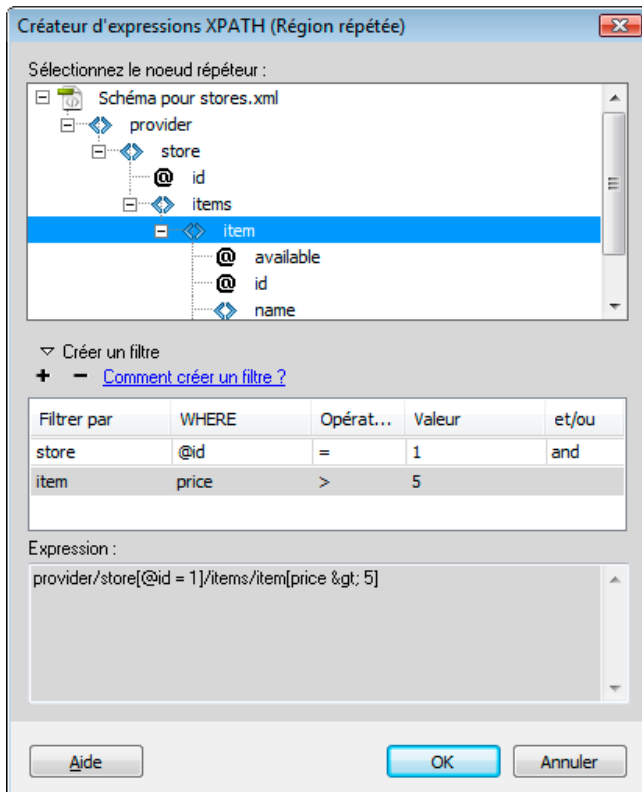 Créateur d'expressions XPATH (Région répétée)
Sélectionnez le noeud répéteur :
Schéma pour stores.xml
provider
store
@ id
items
item
@ available
@ id
name
Créer un filtre
+ − Comment créer un filtre ?
Filtrer par WHERE Opérat... Valeur et/ou
store @id = 1 and
item price > 5
Expression :
provider/store[@id = 1]/items/item[price &gt; 5]
Aide OK Annuler